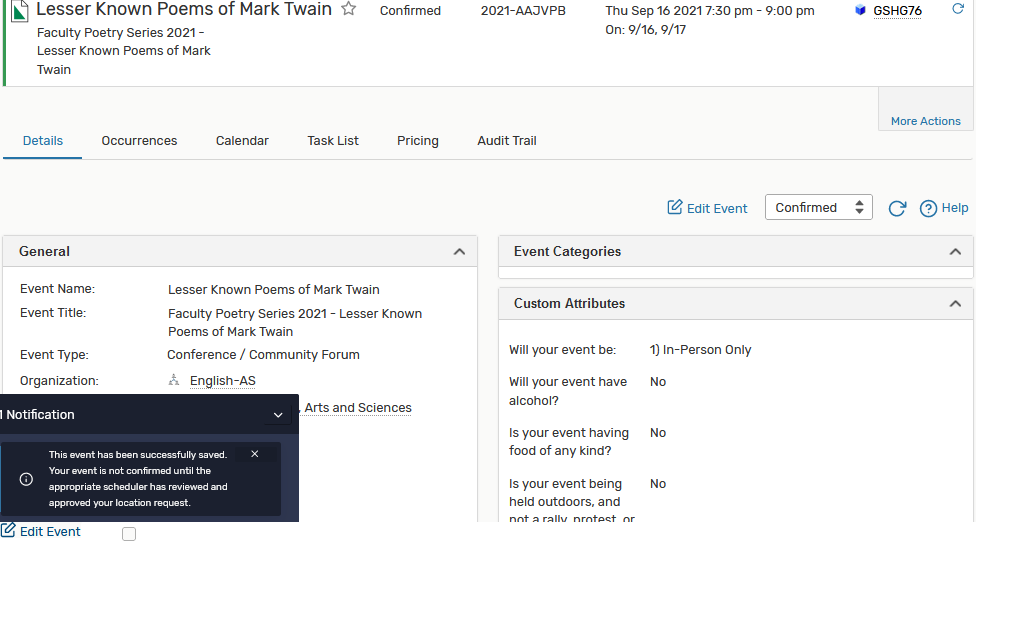 Lesser Known Poems of Mark Twain
Confirmed
2021-AAJVPB
Thu Sep 16 2021 7:30 pm - 9:00 pm
GSHG76
On: 9/16, 9/17
Faculty Poetry Series 2021 -
Lesser Known Poems of Mark
Twain
More Actions
Details
Occurrences
Calendar
Task List
Pricing
Audit Trail
Edit Event
Confirmed
Help
General
Event Name:
Lesser Known Poems of Mark Twain
Event Title:
Faculty Poetry Series 2021 - Lesser Known
Poems of Mark Twain
Event Type:
Conference / Community Forum
Organization:
English-AS
, Arts and Sciences
1 Notification
This event has been successfully saved.
Your event is not confirmed until the
appropriate scheduler has reviewed and
approved your location request.
Edit Event
Event Categories
Custom Attributes
Will your event be:
1) In-Person Only
Will your event have
alcohol?
No
Is your event having
food of any kind?
No
Is your event being
held outdoors, and
not a rally, protest, or
No